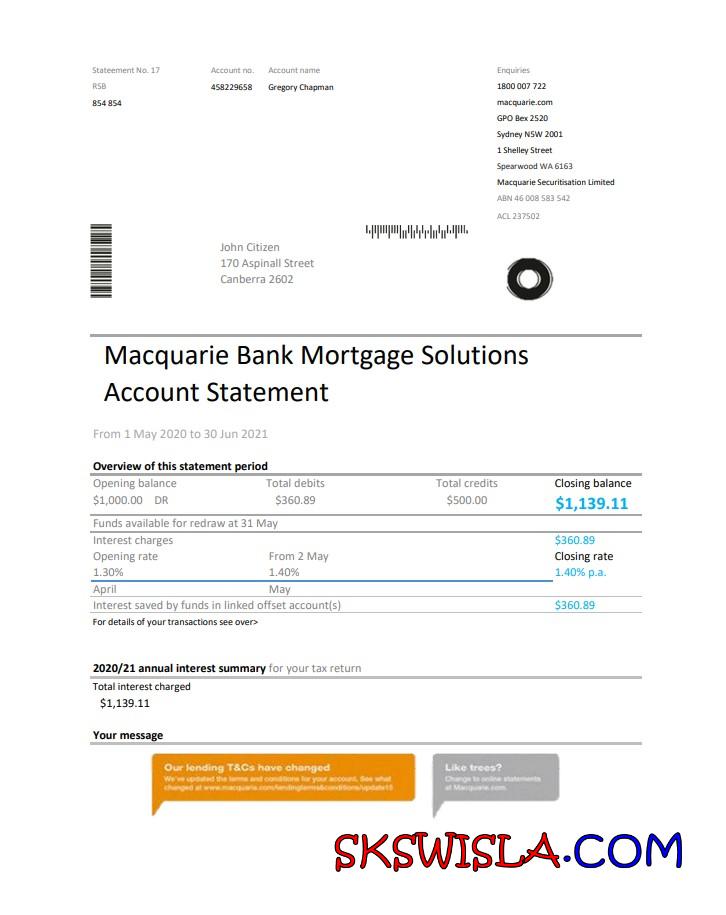 Stateement No. 17 Account no. Account name Enquiries
RSB 458229658 Gregory Chapman 1800 007 722
854 854 macquarie.com
GPO Bex 2520
Sydney N5W 2001
1 Shelley Street
Spearwood WA 6163
Macquarie Securitisation Limited
ABN 46 008 583 542
ACL 237502
John Citizen
170 Aspinall Street
Canberra 2602
Macquarie Bank Mortgage Solutions
Account Statement
From 1 May 2020 to 30 Jun 2021
Overview of this statement period
Opening balance Total debits Total credits Closing balance
$1,000.00 DR $360.89 $500.00 $1,139.11
Funds available for redraw at 31 May
Interest charges $360.89
Opening rate From 2 May Closing rate
1.30% 1.40% 1.40% p.a.
April May
Interest saved by funds in linked offset account(s) $360.89
For details of your transactions see over>
2020/21 annual interest summary for your tax return
Total interest charged
$1,139.11
Your message
Our lending T&Cs have changed
We've updated the terms and conditions for your account. See what
changed at www.macquarie.com/lendingterms&conditions/update15
Like trees?
Change to online statements
at Macquarie.com.
SKSWISLA.COM